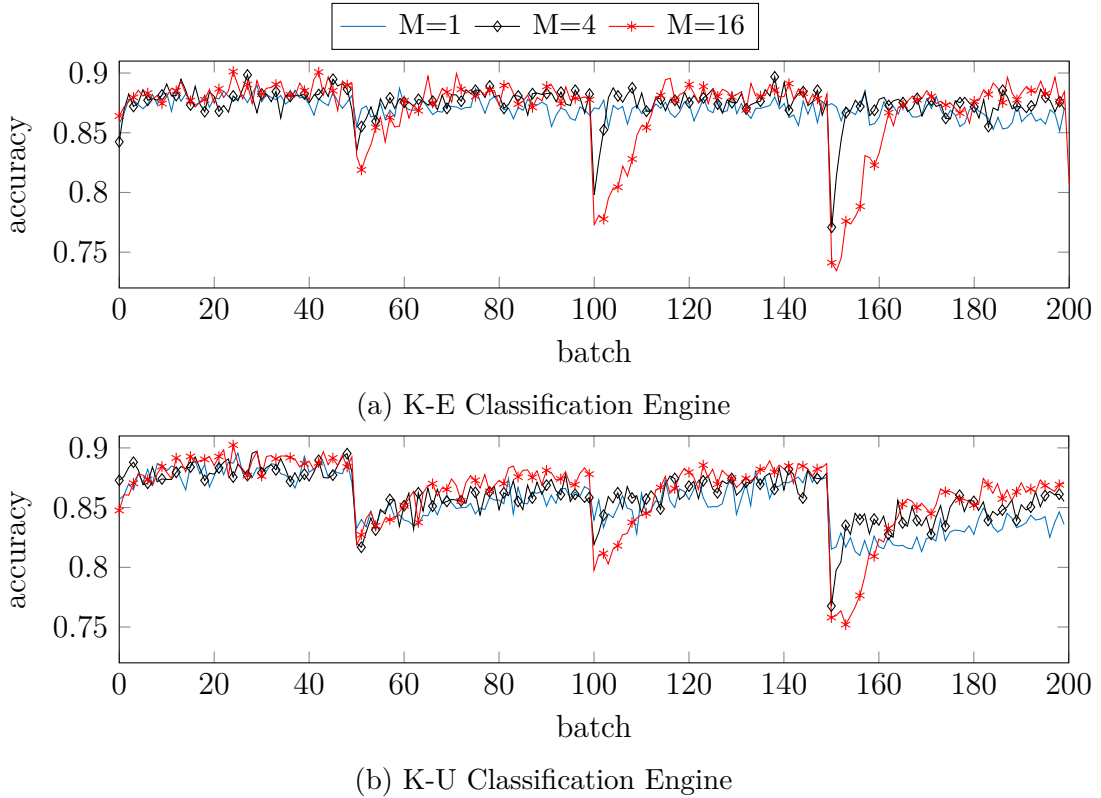 M=1 M=4 M=16
0.9
0.85
0.8
0.75
accuracy
0 20 40 60 80 100 120 140 160 180 200
batch
(a) K-E Classification Engine
0.9
0.85
0.8
0.75
accuracy
0 20 40 60 80 100 120 140 160 180 200
batch
(b) K-U Classification Engine